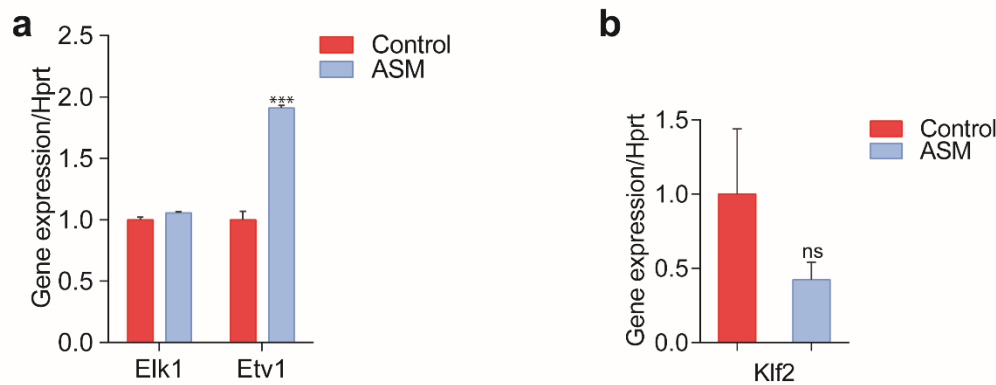 a
Gene expression/Hprt
2.5
2.0
1.5
1.0
0.5
0.0
***
Elk1
Etv1
Control
ASM
b
Gene expression/Hprt
1.5
1.0
0.5
0.0
ns
Klf2
Control
ASM